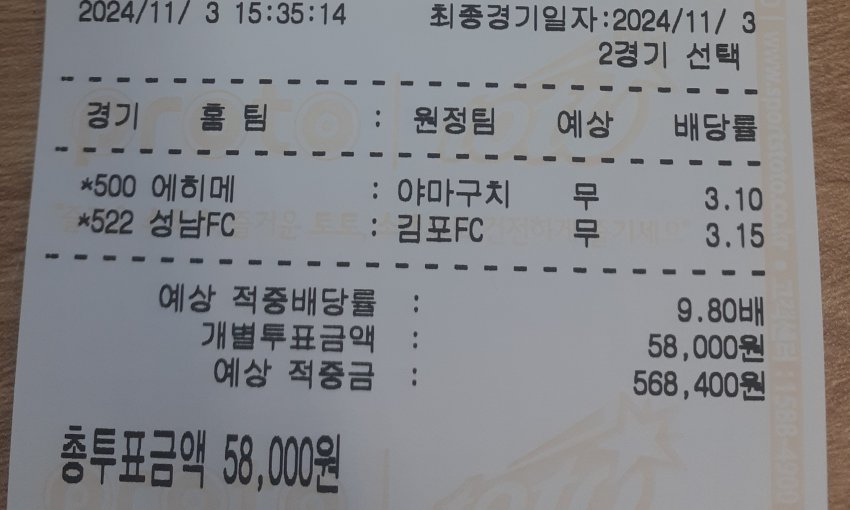 2024/11/ 3 15:35:14 최종경기일자:2024/11/ 3
2경기 선택
경기 홈 팀 : 원정팀 예상 배당률
*500 에히메 : 야마구치 무 3.10
*522 성남FC : 김포FC 무 3.15
예상 적중배당률 : 9.80배
개별투표금액 : 58,000원
예상 적중금 : 568,400원
총투표금액 58,000원
proto